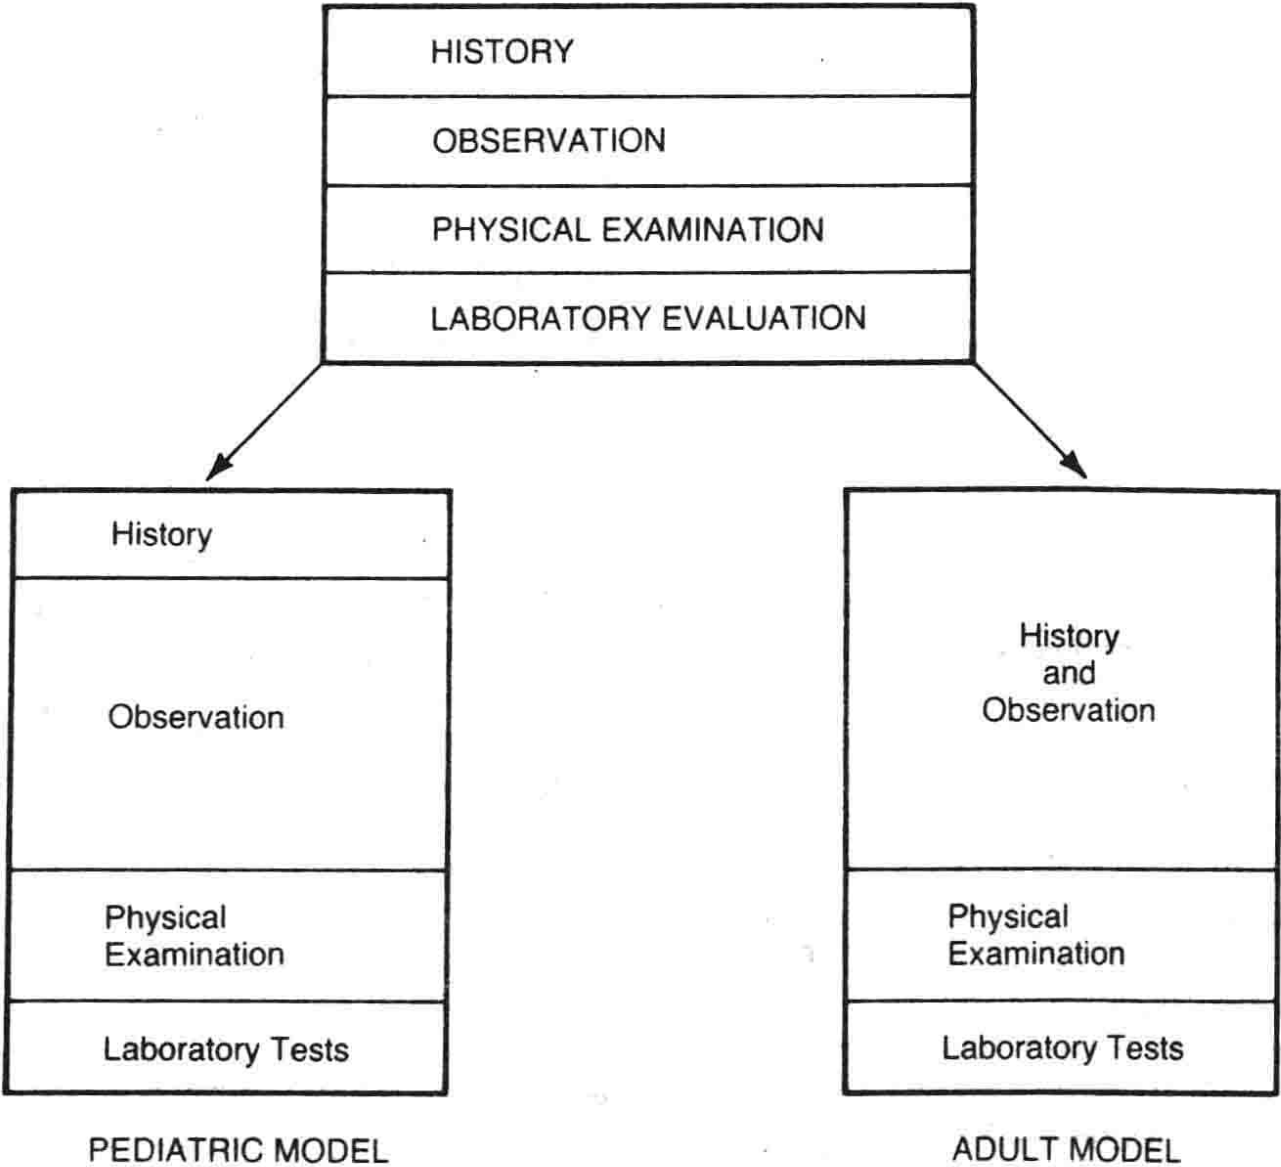 HISTORY
OBSERVATION
PHYSICAL EXAMINATION
LABORATORY EVALUATION
History
Observation
Physical
Examination
Laboratory Tests
PEDIATRIC MODEL
History
and
Observation
Physical
Examination
Laboratory Tests
ADULT MODEL